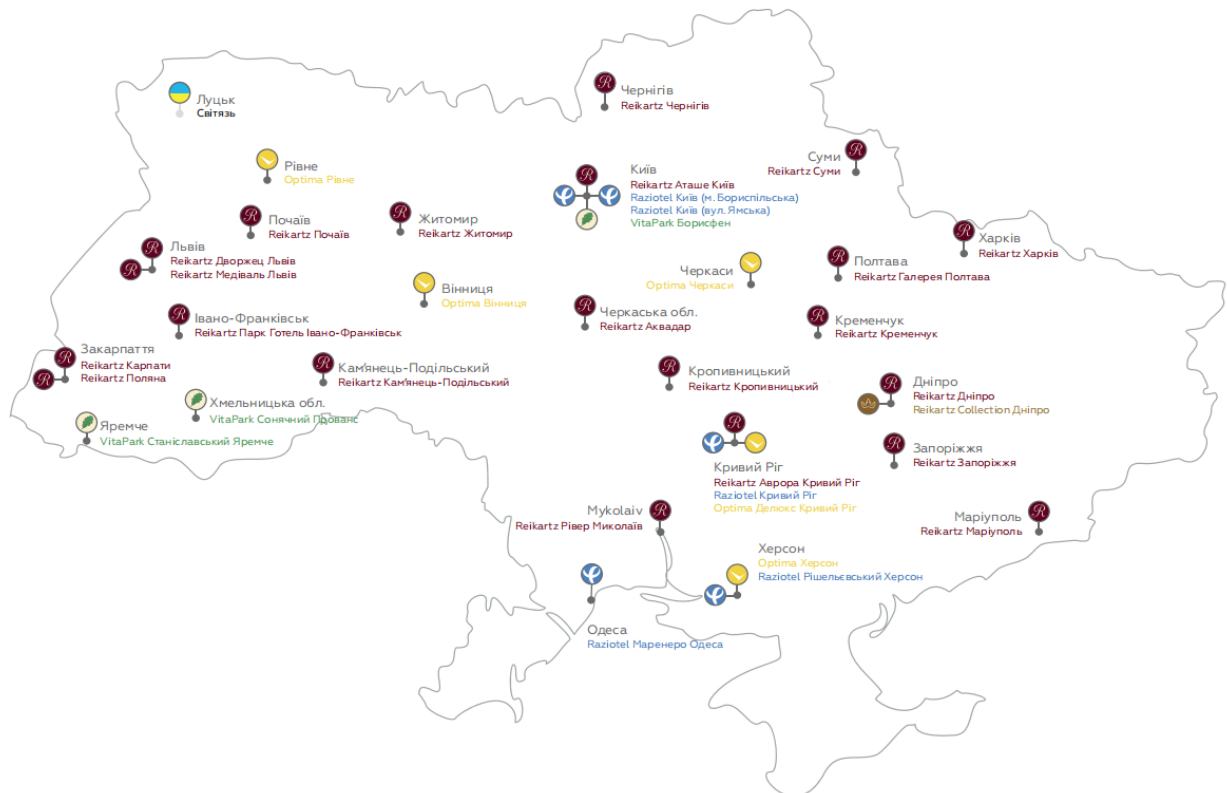 Луцьк
Світязь
Чернігів
Reikartz Чернігів
Рівне
Optima Рівне
Київ
Reikartz Аташе Київ
Raziotel Київ (м. Бориспільська)
Raziotel Київ (вул. Ямська)
VitaPark Борисфен
Суми
Reikartz Суми
Почаїв
Reikartz Почаїв
Житомир
Reikartz Житомир
Харків
Reikartz Харків
Львів
Reikartz Дворжец Львів
Reikartz Медіваль Львів
Полтава
Reikartz Галерея Полтава
Черкаси
Optima Черкаси
Вінниця
Optima Вінниця
Черкаська обл.
Reikartz Аквадар
Івано-Франківськ
Reikartz Парк Готель Івано-Франківськ
Кременчук
Reikartz Кременчук
Закарпаття
Reikartz Карпати
Reikartz Поляна
Кам'янець-Подільський
Reikartz Кам'янець-Подільський
Кропивницький
Reikartz Кропивницький
Дніпро
Reikartz Дніпро
Reikartz Collection Дніпро
Хмельницька обл.
VitaPark Сонячний Прованс
Яремче
VitaPark Станіславський Яремче
Запоріжжя
Reikartz Запоріжжя
Кривий Ріг
Reikartz Аврора Кривий Ріг
Raziotel Кривий Ріг
Optima Делюкс Кривий Ріг
Mykolaiv
Reikartz Рівер Миколаїв
Маріуполь
Reikartz Маріуполь
Херсон
Optima Херсон
Raziotel Рішельєвський Херсон
Одеса
Raziotel Маренеро Одеса